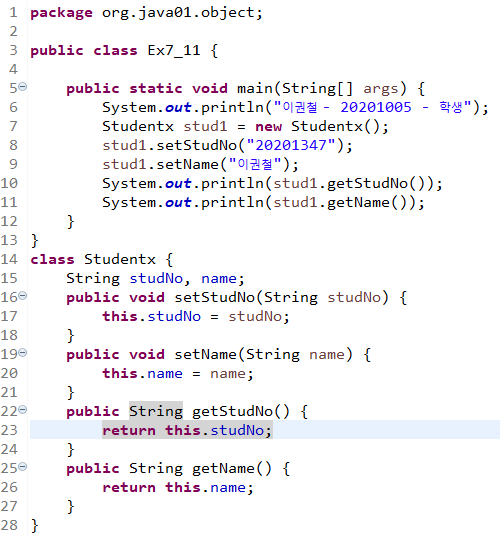 1 package org.java01.object;
2
3 public class Ex7_11 {
4
5 public static void main(String[] args) {
6 System.out.println("이권철 - 20201005 - 학생");
7 Studentx stud1 = new Studentx();
8 stud1.setStudNo("20201347");
9 stud1.setName("이권철");
10 System.out.println(stud1.getStudNo());
11 System.out.println(stud1.getName());
12 }
13 }
14 class Studentx {
15 String studNo, name;
16 public void setStudNo(String studNo) {
17 this.studNo = studNo;
18 }
19 public void setName(String name) {
20 this.name = name;
21 }
22 public String getStudNo() {
23 return this.studNo;
24 }
25 public String getName() {
26 return this.name;
27 }
28 }